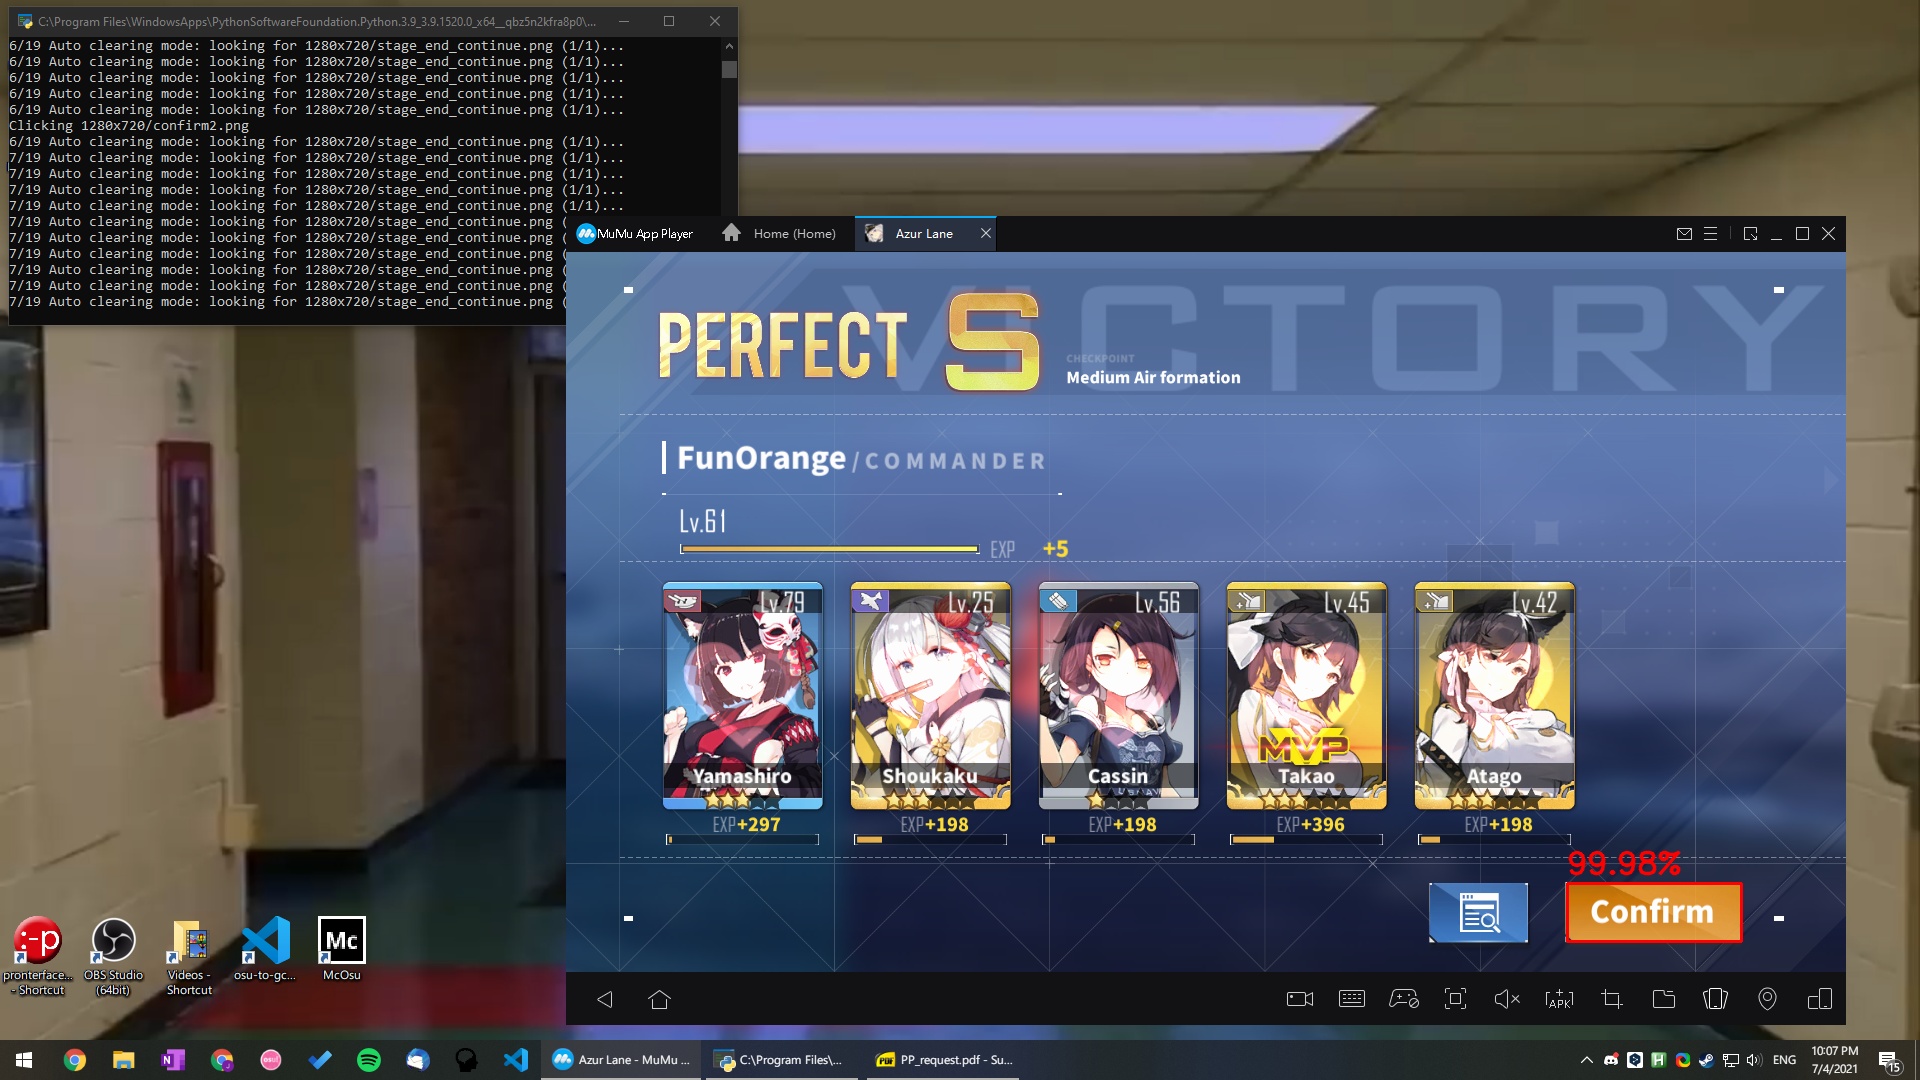 C:\Program Files\WindowsApps\PythonSoftwareFoundation.Python.3.9_3.9.1520.0_x64__qbz5n2kfra8p0\...
6/19 Auto clearing mode: looking for 1280x720/stage_end_continue.png (1/1)...
6/19 Auto clearing mode: looking for 1280x720/stage_end_continue.png (1/1)...
6/19 Auto clearing mode: looking for 1280x720/stage_end_continue.png (1/1)...
6/19 Auto clearing mode: looking for 1280x720/stage_end_continue.png (1/1)...
6/19 Auto clearing mode: looking for 1280x720/stage_end_continue.png (1/1)...
Clicking 1280x720/confirm2.png
6/19 Auto clearing mode: looking for 1280x720/stage_end_continue.png (1/1)...
7/19 Auto clearing mode: looking for 1280x720/stage_end_continue.png (1/1)...
7/19 Auto clearing mode: looking for 1280x720/stage_end_continue.png (1/1)...
7/19 Auto clearing mode: looking for 1280x720/stage_end_continue.png (1/1)...
7/19 Auto clearing mode: looking for 1280x720/stage_end_continue.png (1/1)...
7/19 Auto clearing mode: looking for 1280x720/stage_end_continue.png (
7/19 Auto clearing mode: looking for 1280x720/stage_end_continue.png (
7/19 Auto clearing mode: looking for 1280x720/stage_end_continue.png (
7/19 Auto clearing mode: looking for 1280x720/stage_end_continue.png (
7/19 Auto clearing mode: looking for 1280x720/stage_end_continue.png (
7/19 Auto clearing mode: looking for 1280x720/stage_end_continue.png (
MuMu App Player Home (Home) Azur Lane
VICTORY
PERFECT S
CHECKPOINT
Medium Air formation
FunOrange / COMMANDER
Lv.61
EXP +5
Lv.79 Lv.25 Lv.56 Lv.45 Lv.42
MVP
Yamashiro Shoukaku Cassin Takao Atago
EXP+297 EXP+198 EXP+198 EXP+396 EXP+198
99.98%
Confirm
APK
:-p Mc
pronterface... - Shortcut
OBS Studio (64bit)
Videos - Shortcut
osu-to-gc...
McOsu
osu!
Azur Lane - MuMu ...
C:\Program Files\...
PDF PP_request.pdf - Su...
ENG
10:07 PM
7/4/2021
15